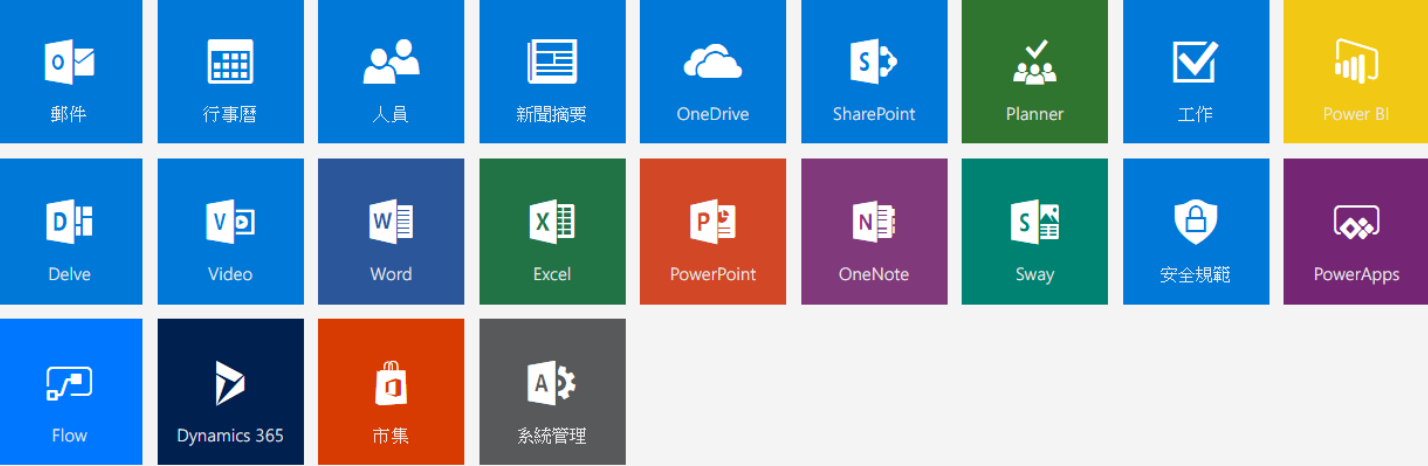 郵件
行事曆
人員
新聞摘要
OneDrive
SharePoint
Planner
工作
Power BI
Delve
Video
Word
Excel
PowerPoint
OneNote
Sway
安全規範
PowerApps
Flow
Dynamics 365
市集
系統管理